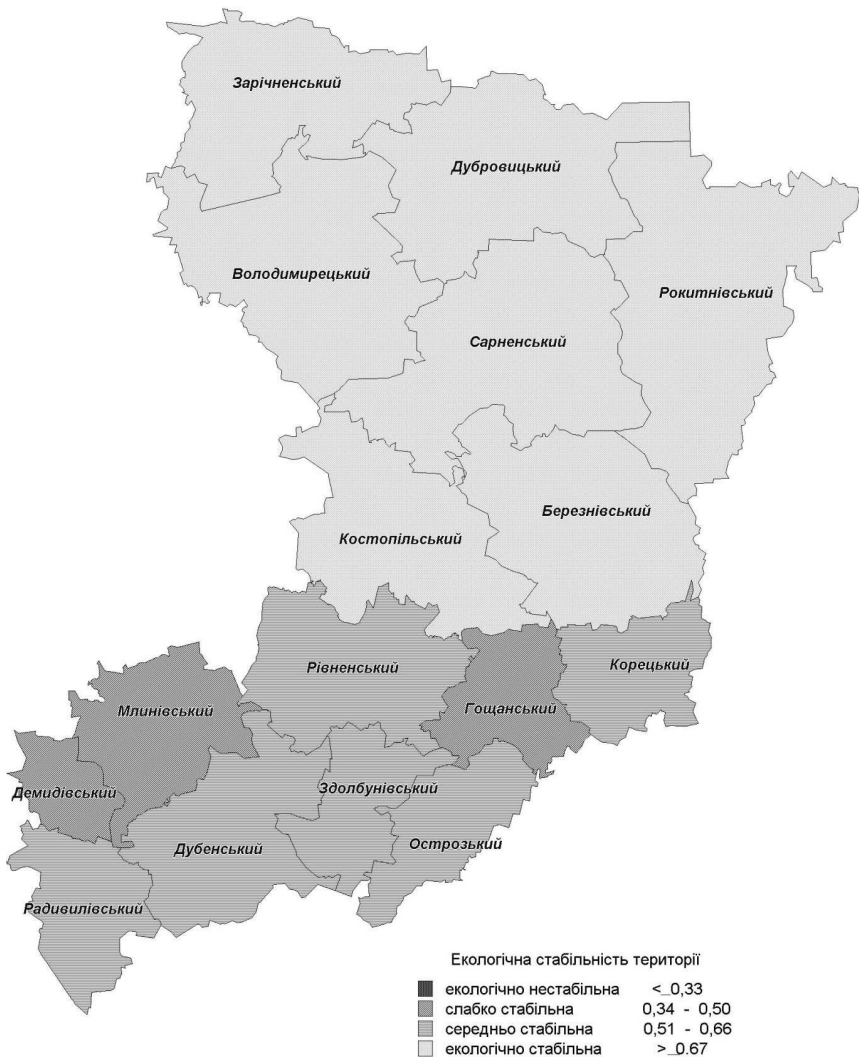 Зарічненський
Дубровицький
Володимирецький
Рокитнівський
Сарненський
Березнівський
Костопільський
Рівненський
Корецький
Гощанський
Млинівський
Здолбунівський
Демидівський
Дубенський
Острозький
Радивилівський
Екологічна стабільність території
екологічно нестабільна <_0,33
слабко стабільна 0,34 - 0,50
середньо стабільна 0,51 - 0,66
екологічно стабільна >_0.67